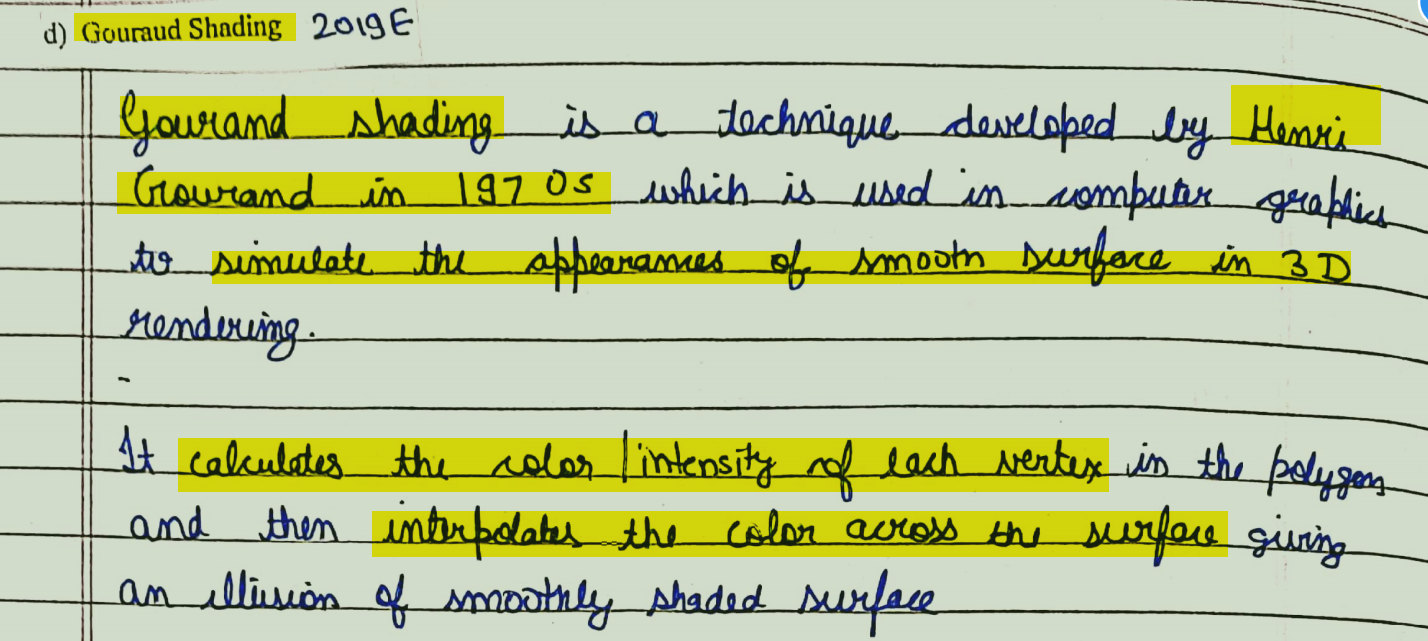 d) Gouraud Shading 2019E
Gourand shading is a technique developed by Henri
Gourand in 1970s which is used in computer graphics
to simulate the appearances of smooth surface in 3D
rendering.
-
It calculates the color/intensity of each vertex in the polygon
and then interpolates the color across the surface giving
an illusion of smoothly shaded surface